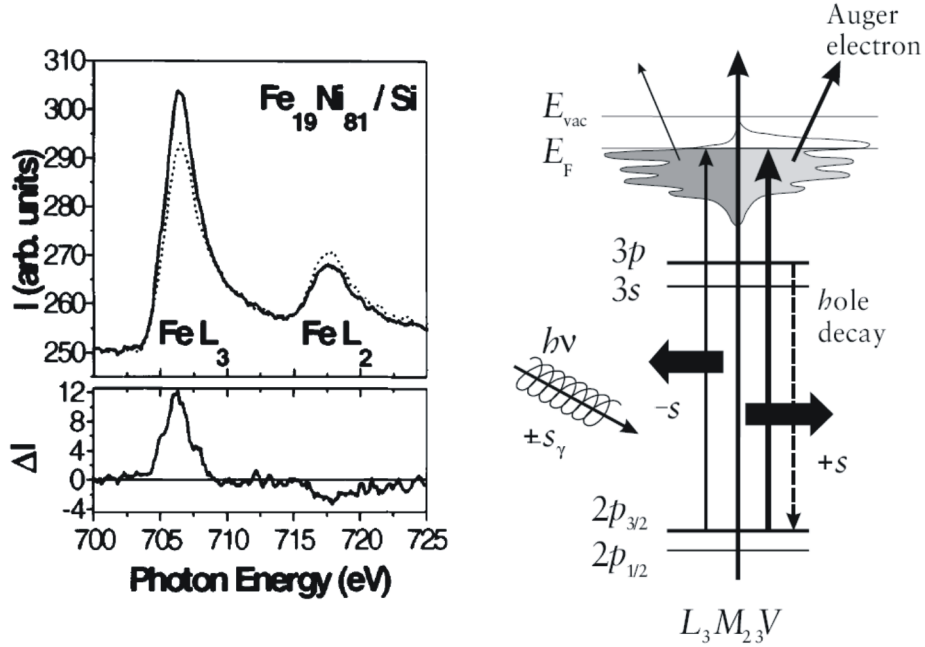 310
300
290
280
270
260
250
I (arb. units)
Fe19Ni81 / Si
Fe L3
Fe L2
12
8
4
0
-4
ΔI
700 705 710 715 720 725
Photon Energy (eV)
Auger
electron
Evac
EF
3p
3s
hole
decay
hν
±sγ
–s
+s
2p3/2
2p1/2
L3M23V